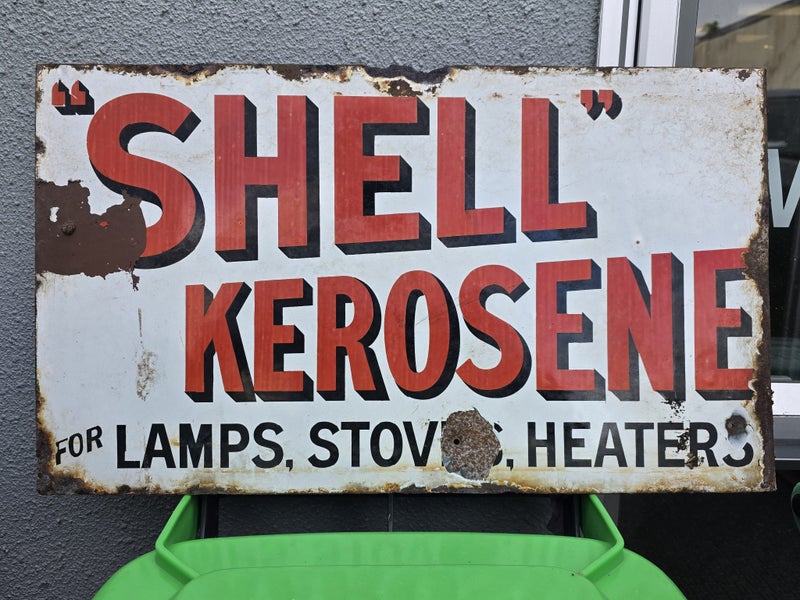 "SHELL"
KEROSENE
FOR LAMPS, STOVES, HEATERS